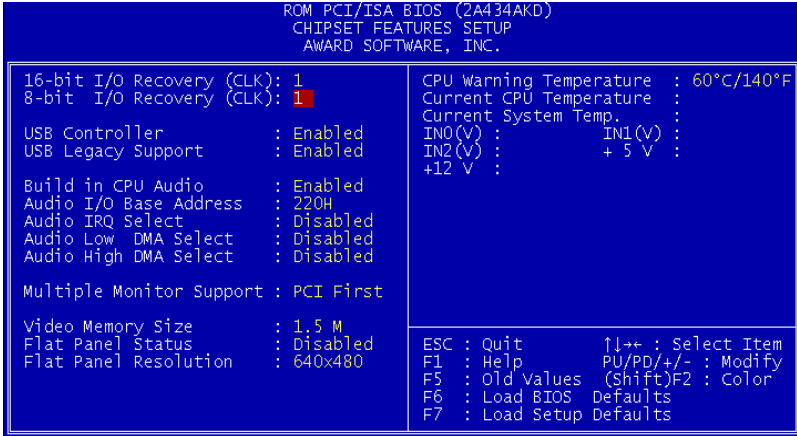 ROM PCI/ISA BIOS (2A434AKD)
CHIPSET FEATURES SETUP
AWARD SOFTWARE, INC.
16-bit I/O Recovery (CLK): 1
8-bit I/O Recovery (CLK): 1
USB Controller : Enabled
USB Legacy Support : Enabled
Build in CPU Audio : Enabled
Audio I/O Base Address : 220H
Audio IRQ Select : Disabled
Audio Low DMA Select : Disabled
Audio High DMA Select : Disabled
Multiple Monitor Support : PCI First
Video Memory Size : 1.5 M
Flat Panel Status : Disabled
Flat Panel Resolution : 640x480
CPU Warning Temperature : 60°C/140°F
Current CPU Temperature :
Current System Temp. :
IN0(V) : IN1(V) :
IN2(V) : + 5 V :
+12 V :
ESC : Quit ↑↓→← : Select Item
F1 : Help PU/PD/+/- : Modify
F5 : Old Values (Shift)F2 : Color
F6 : Load BIOS Defaults
F7 : Load Setup Defaults